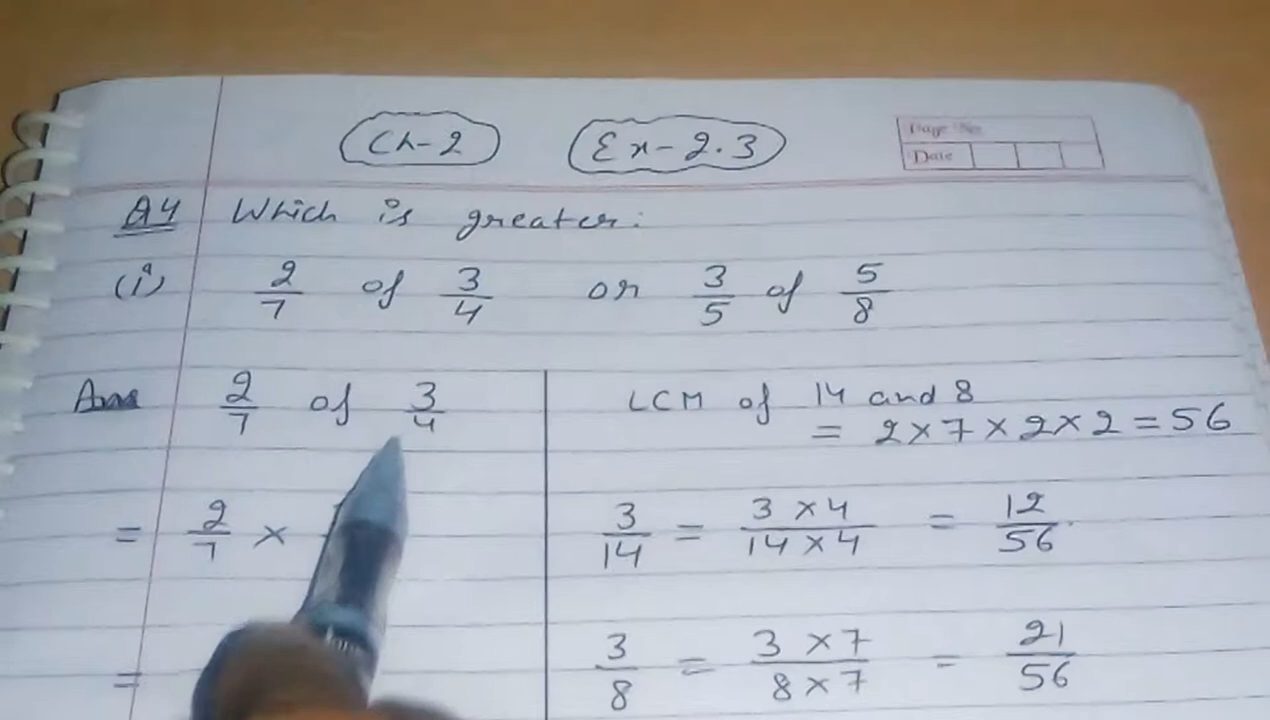 Ch-2 Ex-2.3
Page No.
Date
Q4 Which is greater:
(i) 2/7 of 3/4 or 3/5 of 5/8
Ans 2/7 of 3/4
= 2/7 ×
=
LCM of 14 and 8
= 2×7×2×2=56
3/14 = 3×4/14×4 = 12/56
3/8 = 3×7/8×7 = 21/56